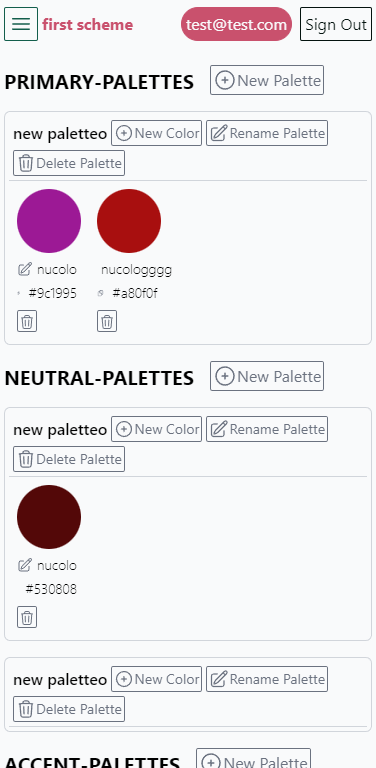 first scheme test@test.com Sign Out
PRIMARY-PALETTES New Palette
new paletteo New Color Rename Palette
Delete Palette
nucolo nucologggg
#9c1995 #a80f0f
NEUTRAL-PALETTES New Palette
new paletteo New Color Rename Palette
Delete Palette
nucolo
#530808
new paletteo New Color Rename Palette
Delete Palette
ACCENT-PALETTES New Palette